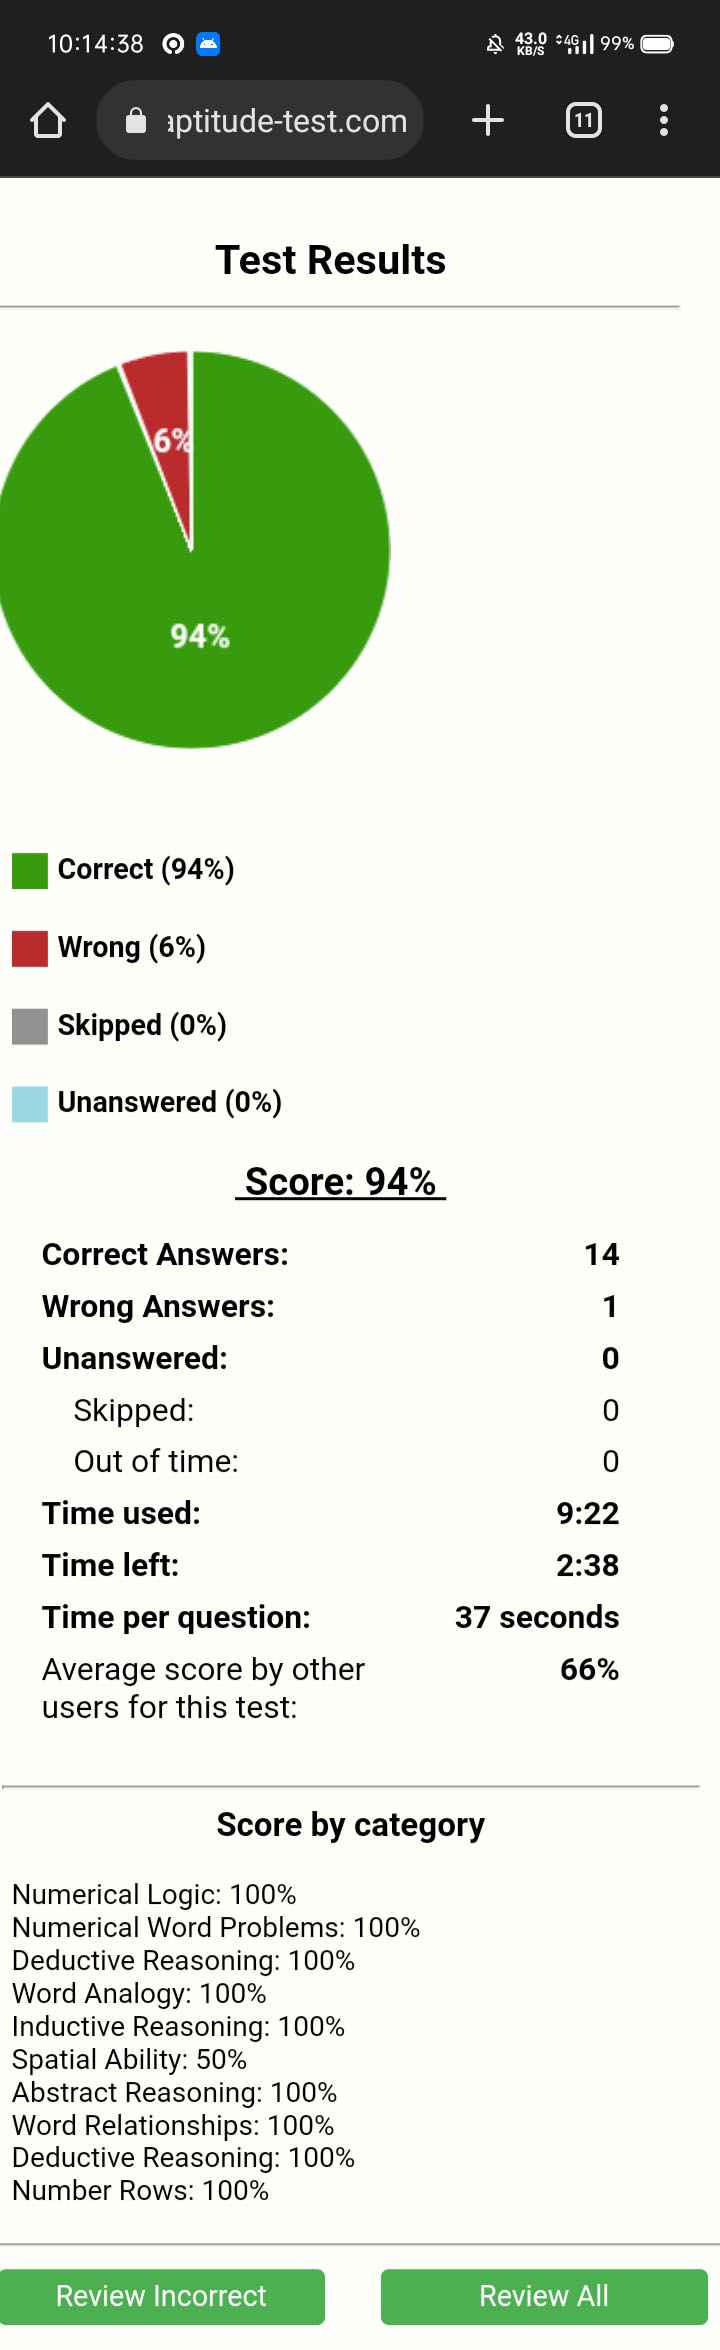 10:14:38 43.0 KB/S 4G 99%
aptitude-test.com 11
Test Results
6%
94%
Correct (94%)
Wrong (6%)
Skipped (0%)
Unanswered (0%)
Score: 94%
Correct Answers: 14
Wrong Answers: 1
Unanswered: 0
Skipped: 0
Out of time: 0
Time used: 9:22
Time left: 2:38
Time per question: 37 seconds
Average score by other 66%
users for this test:
Score by category
Numerical Logic: 100%
Numerical Word Problems: 100%
Deductive Reasoning: 100%
Word Analogy: 100%
Inductive Reasoning: 100%
Spatial Ability: 50%
Abstract Reasoning: 100%
Word Relationships: 100%
Deductive Reasoning: 100%
Number Rows: 100%
Review Incorrect Review All